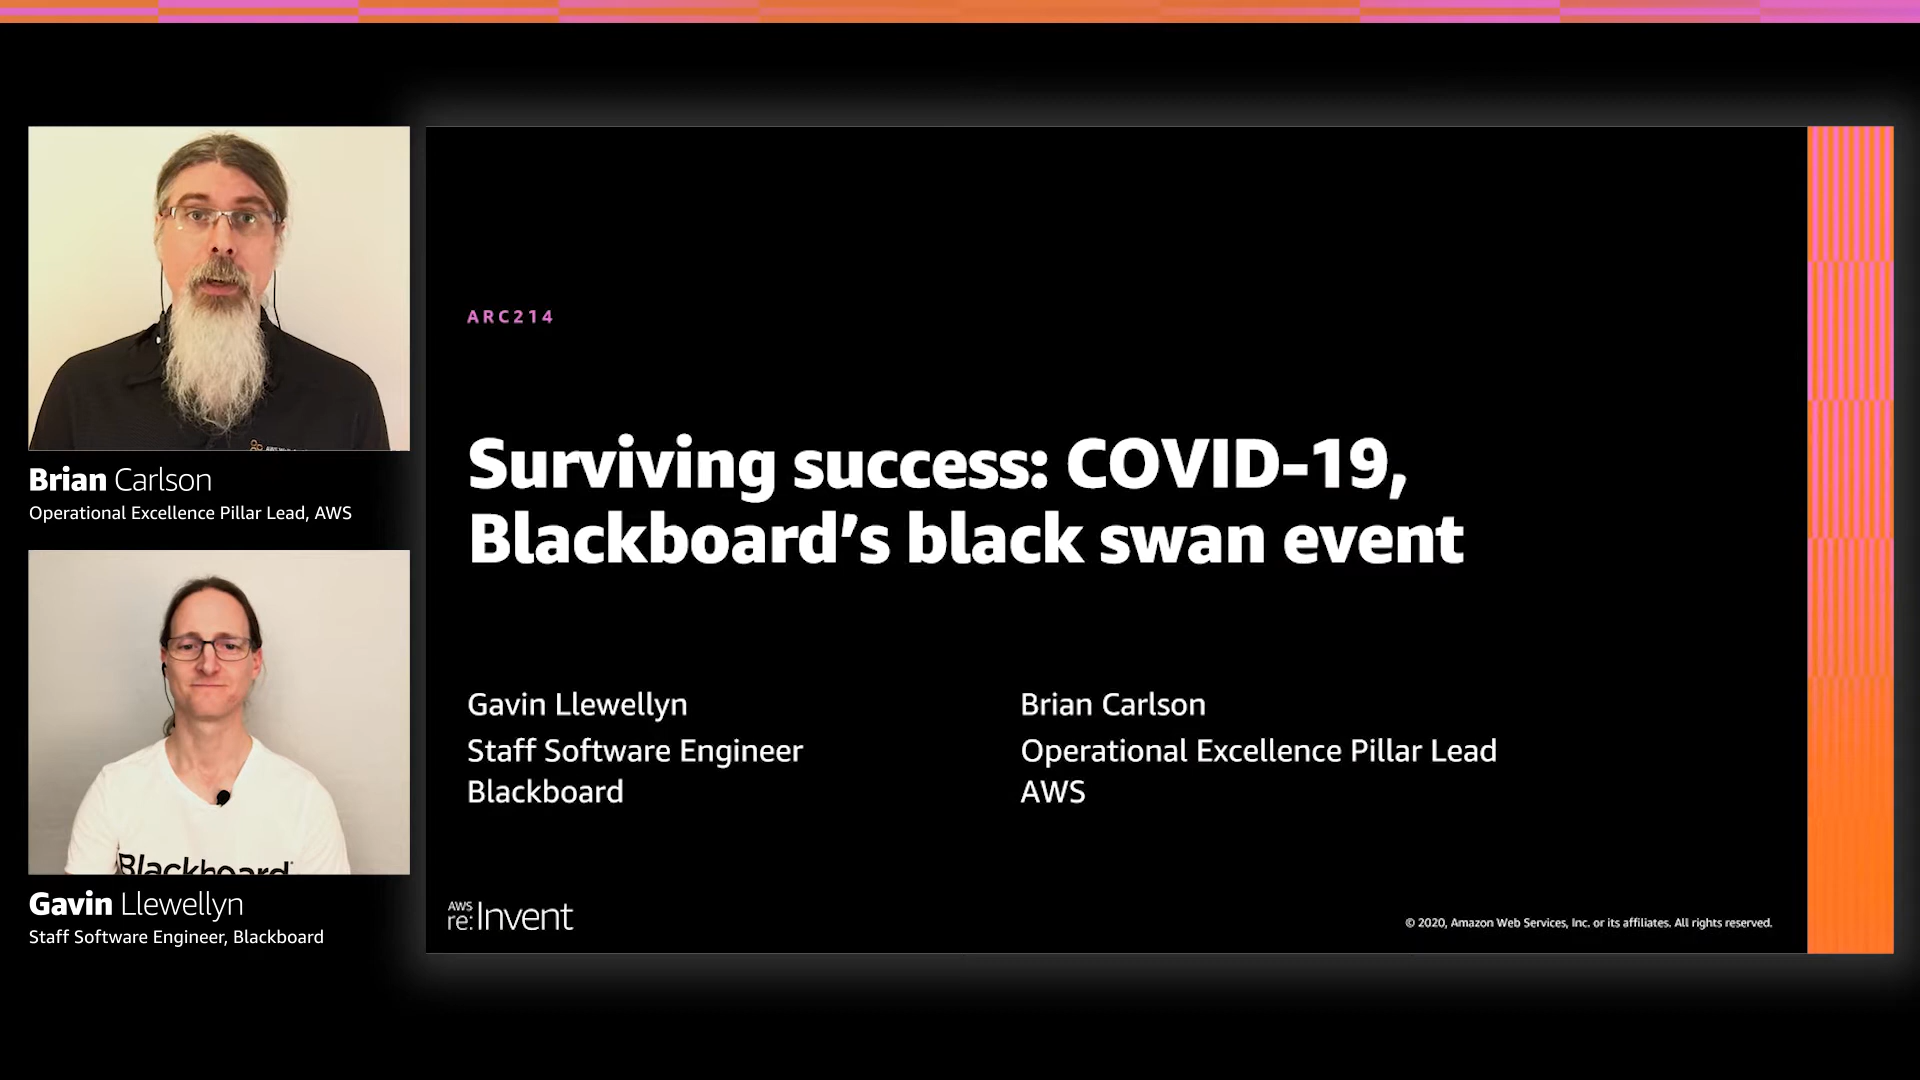 Brian Carlson
Operational Excellence Pillar Lead, AWS
Blackboard
Gavin Llewellyn
Staff Software Engineer, Blackboard
ARC214
Surviving success: COVID-19,
Blackboard's black swan event
Gavin Llewellyn
Staff Software Engineer
Blackboard
Brian Carlson
Operational Excellence Pillar Lead
AWS
AWS
re:Invent
© 2020, Amazon Web Services, Inc. or its affiliates. All rights reserved.